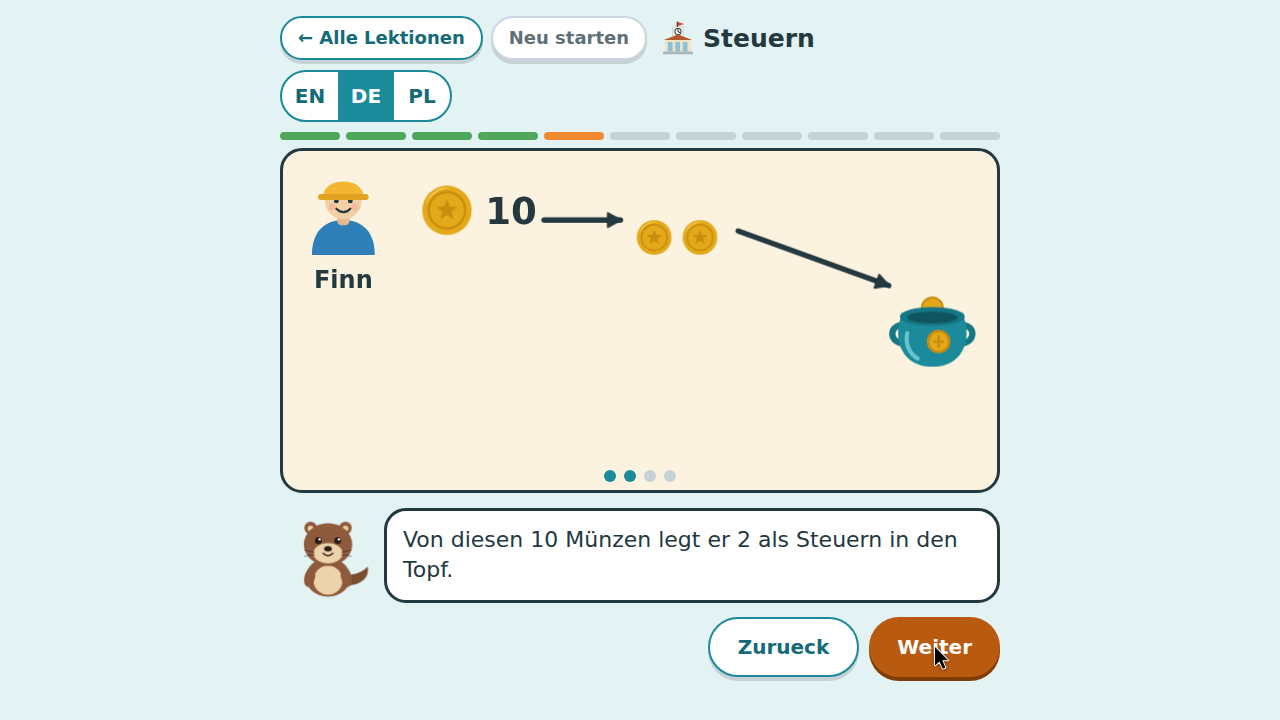 ← Alle Lektionen
Neu starten
Steuern
EN DE PL
10
Finn
Von diesen 10 Münzen legt er 2 als Steuern in den
Topf.
Zurueck
Weiter